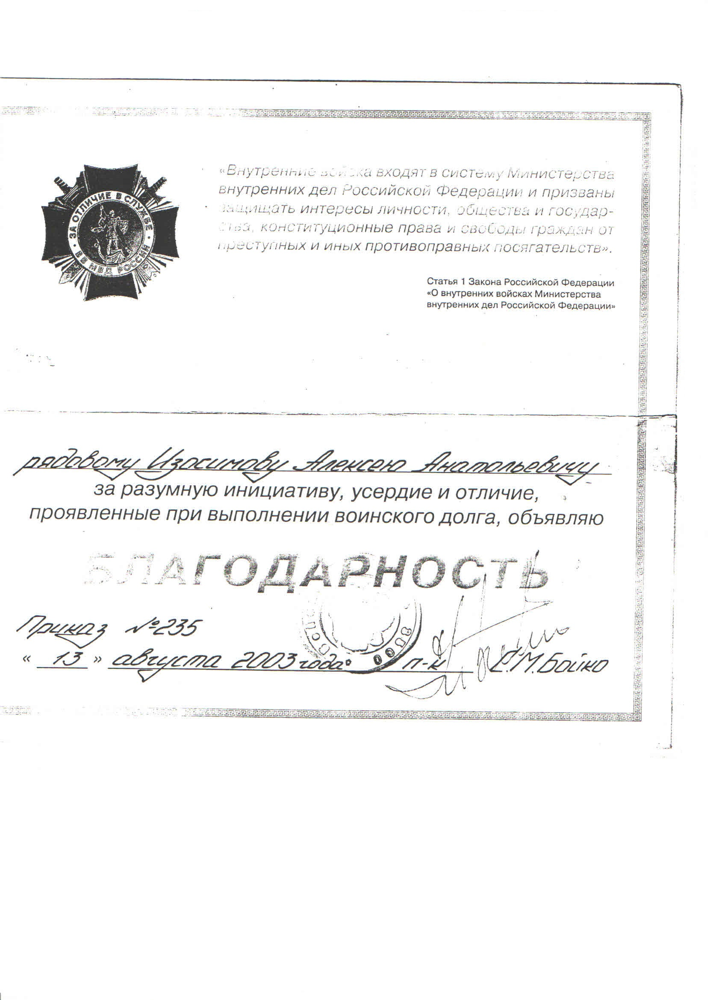 ЗА ОТЛИЧИЕ В СЛУЖБЕ
ВВ МВД РОССИИ
«Внутренние войска входят в систему Министерства
внутренних дел Российской Федерации и призваны
защищать интересы личности, общества и государ-
ства, конституционные права и свободы граждан от
преступных и иных противоправных посягательств».
Статья 1 Закона Российской Федерации
«О внутренних войсках Министерства
внутренних дел Российской Федерации»
рядовому Изосимову Алексею Анатольевичу
за разумную инициативу, усердие и отличие,
проявленные при выполнении воинского долга, объявляю
БЛАГОДАРНОСТЬ
Приказ №235
« 13 » августа 2003 года п-к С.М.Бойко